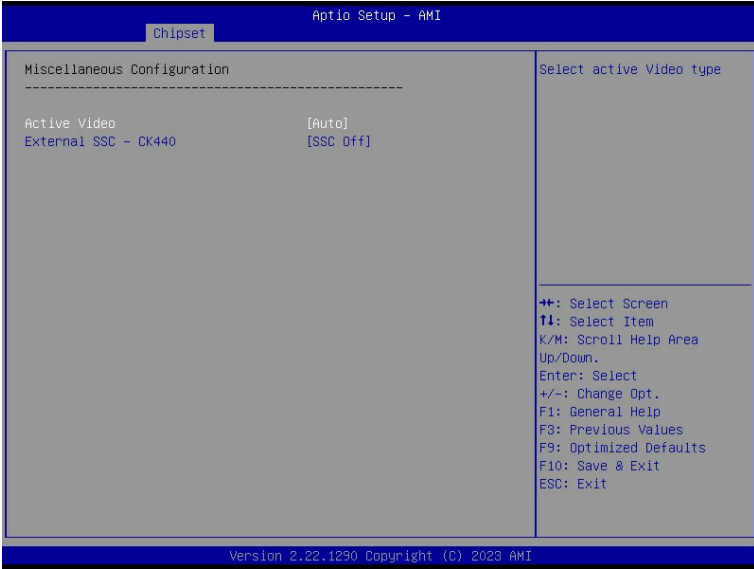 Aptio Setup – AMI
Chipset
Miscellaneous Configuration
--------------------------------------------------
Active Video [Auto]
External SSC – CK440 [SSC Off]
Select active Video type
→←: Select Screen
↑↓: Select Item
K/M: Scroll Help Area
Up/Down.
Enter: Select
+/-: Change Opt.
F1: General Help
F3: Previous Values
F9: Optimized Defaults
F10: Save & Exit
ESC: Exit
Version 2.22.1290 Copyright (C) 2023 AMI